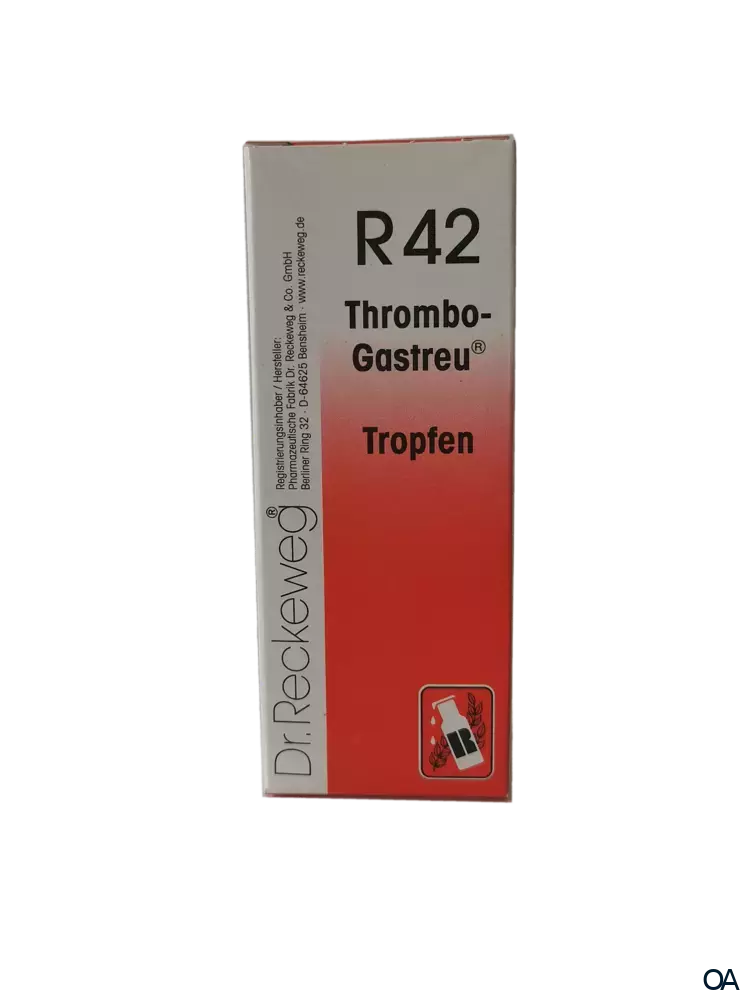 R 42
Thrombo-
Gastreu®
Tropfen
Dr.Reckeweg®
Registrierungsinhaber / Hersteller:
Pharmazeutische Fabrik Dr. Reckeweg & Co. GmbH
Berliner Ring 32 · D-64625 Bensheim · www.reckeweg.de
R
OA